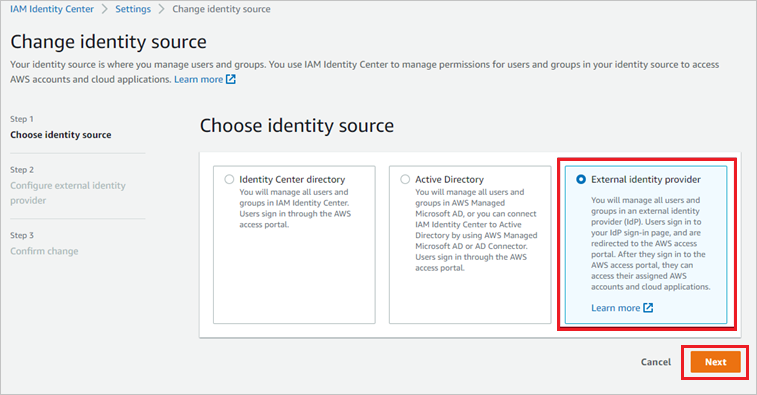 IAM Identity Center > Settings > Change identity source
Change identity source
Your identity source is where you manage users and groups. You use IAM Identity Center to manage permissions for users and groups in your identity source to access
AWS accounts and cloud applications. Learn more
Step 1
Choose identity source
Step 2
Configure external identity
provider
Step 3
Confirm change
Choose identity source
Identity Center directory
You will manage all users and
groups in IAM Identity Center.
Users sign in through the AWS
access portal.
Active Directory
You will manage all users and
groups in AWS Managed
Microsoft AD, or you can connect
IAM Identity Center to Active
Directory by using AWS Managed
Microsoft AD or AD Connector.
Users sign in through the AWS
access portal.
External identity provider
You will manage all users and
groups in an external identity
provider (IdP). Users sign in to
your IdP sign-in page, and are
redirected to the AWS access
portal. After they sign in to the
AWS access portal, they can
access their assigned AWS
accounts and cloud applications.
Learn more
Cancel
Next